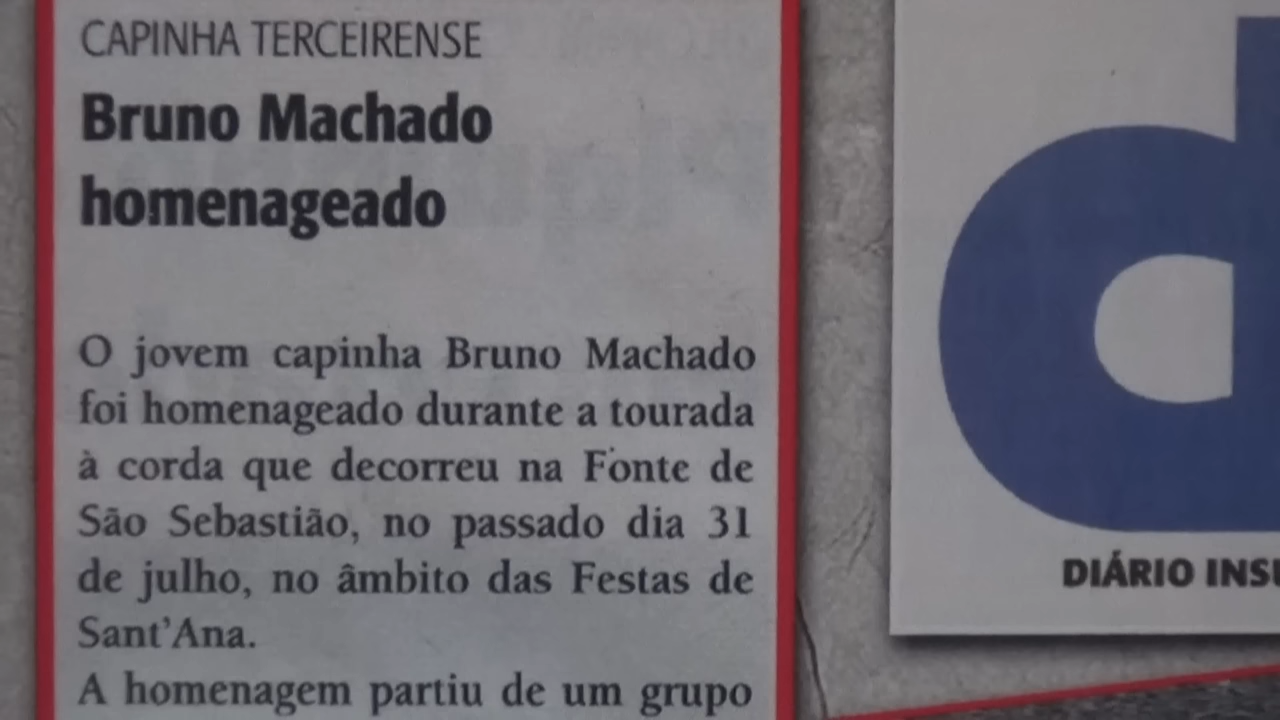 CAPINHA TERCEIRENSE
Bruno Machado
homenageado
O jovem capinha Bruno Machado
foi homenageado durante a tourada
à corda que decorreu na Fonte de
São Sebastião, no passado dia 31
de julho, no âmbito das Festas de
Sant'Ana.
A homenagem partiu de um grupo
d
DIÁRIO INSU